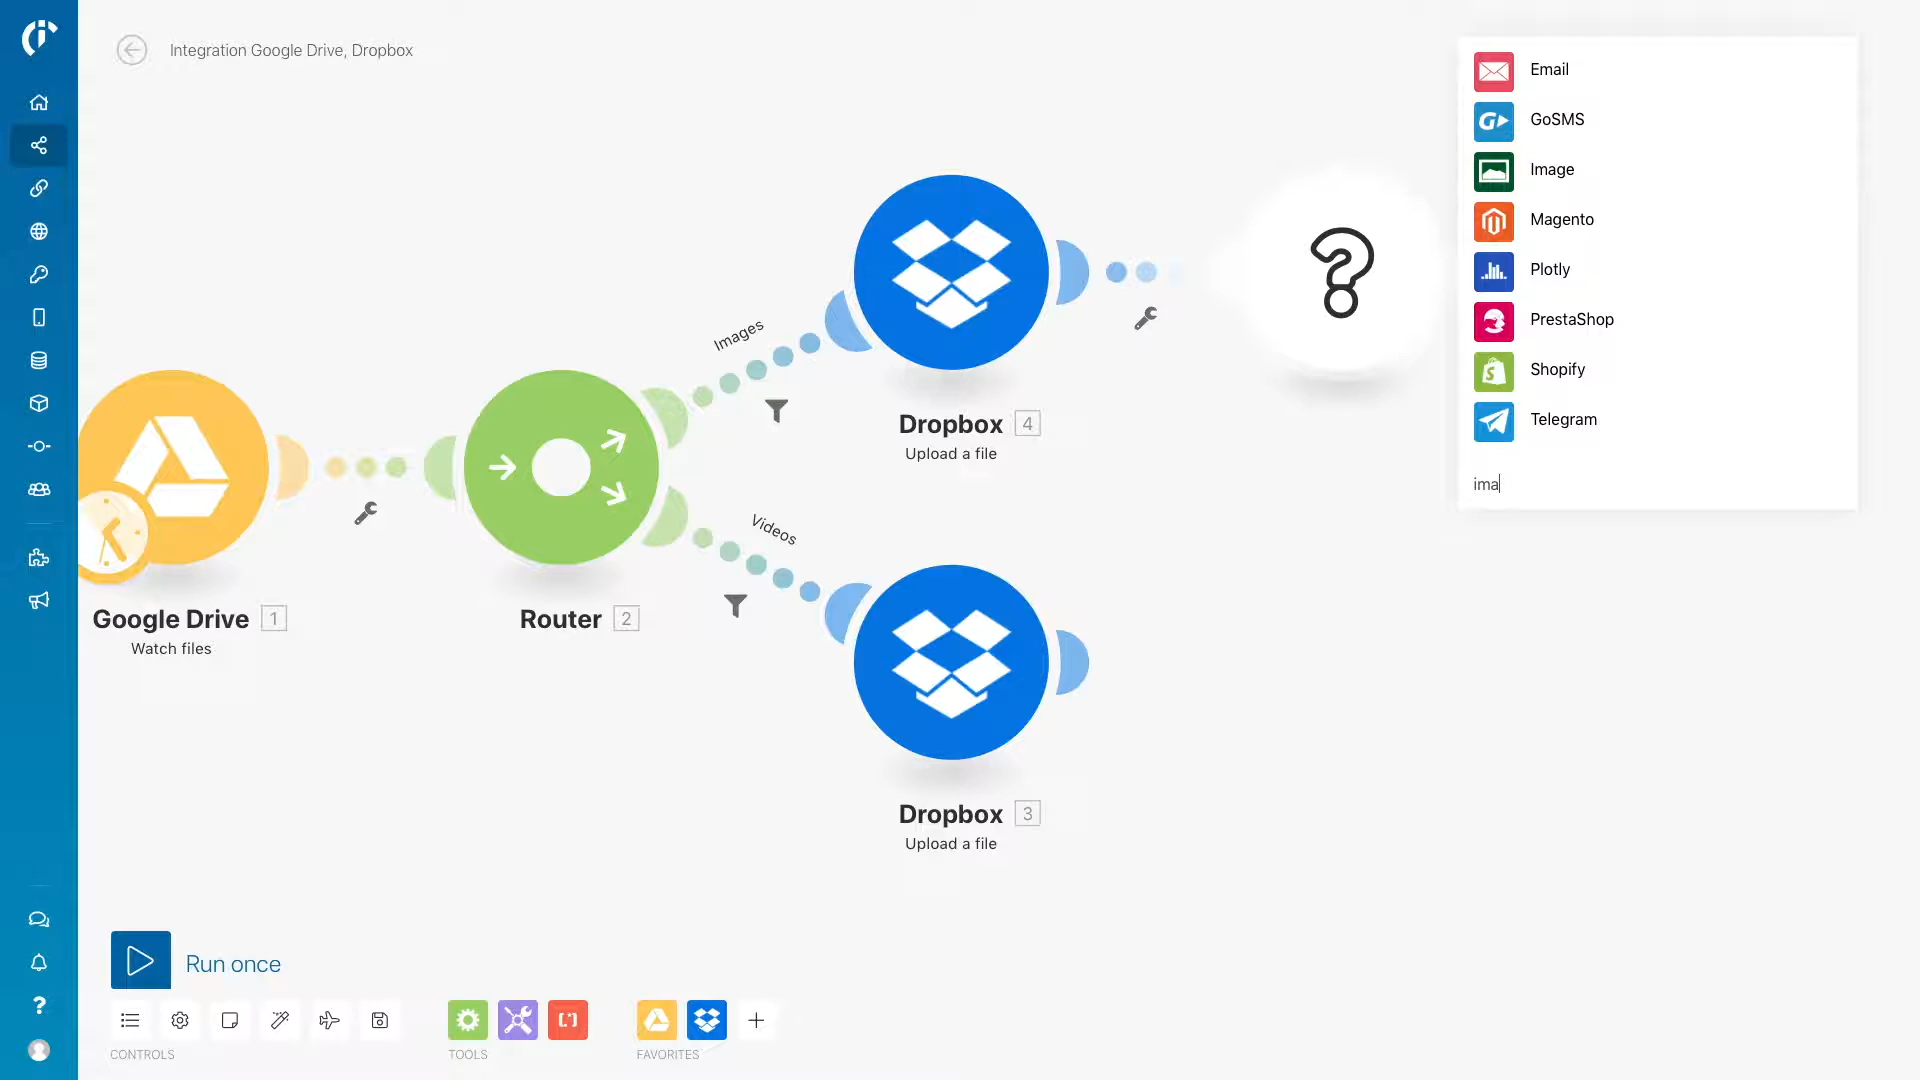 Integration Google Drive, Dropbox
Email
GoSMS
Image
Magento
Plotly
PrestaShop
Shopify
Telegram
ima
Images
Dropbox 4
Upload a file
Videos
Google Drive 1
Watch files
Router 2
Dropbox 3
Upload a file
Run once
CONTROLS
TOOLS
FAVORITES